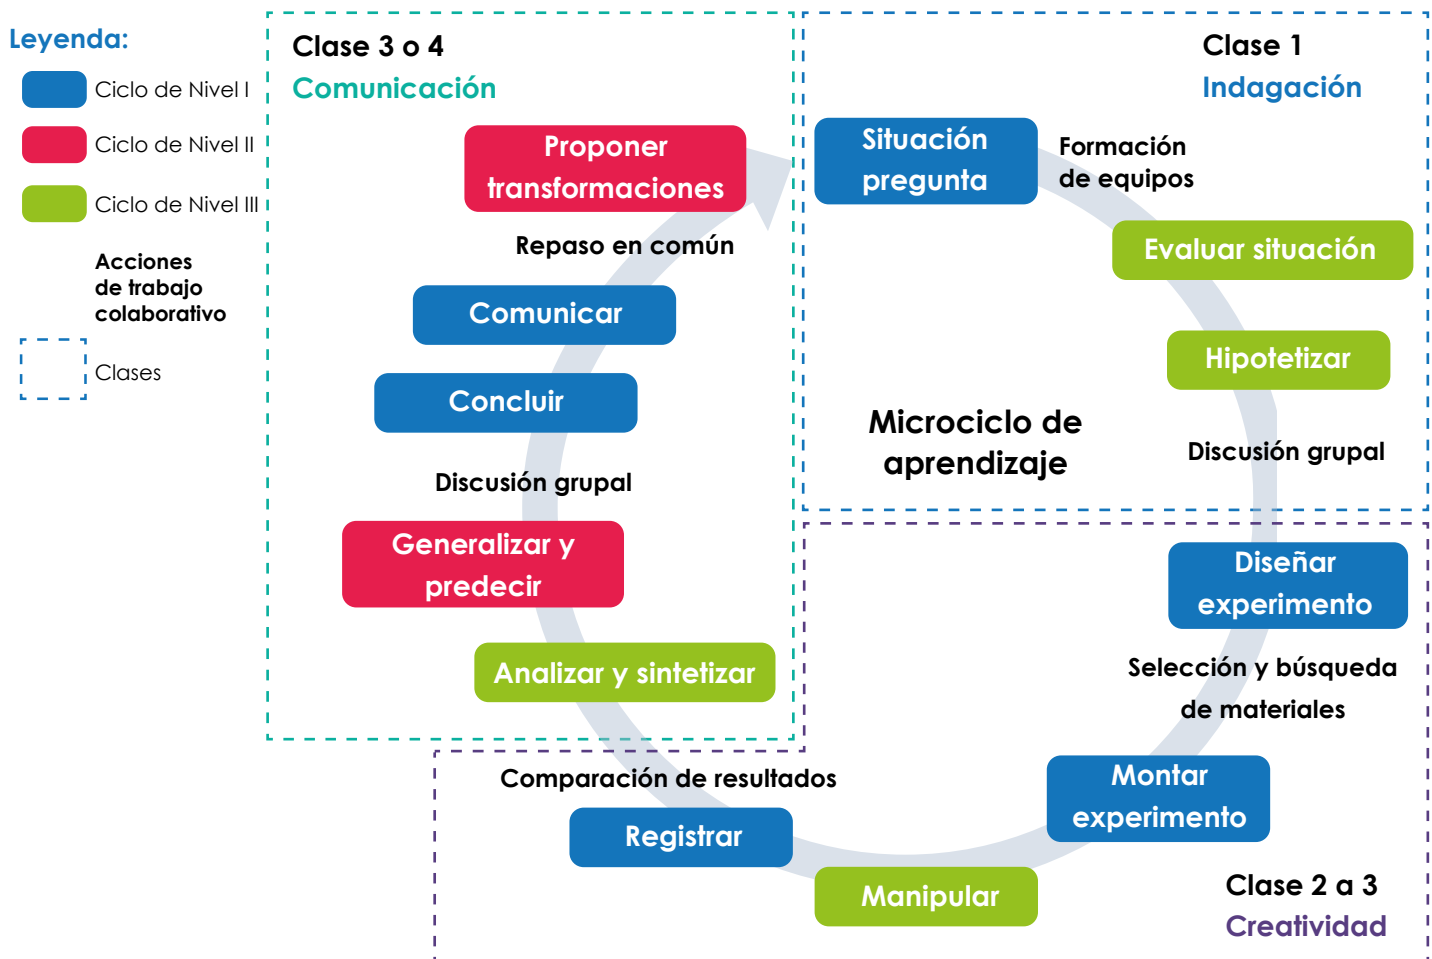 Leyenda:
Ciclo de Nivel I
Ciclo de Nivel II
Ciclo de Nivel III
Acciones
de trabajo
colaborativo
Clases
Clase 3 o 4
Comunicación
Proponer
transformaciones
Repaso en común
Comunicar
Concluir
Discusión grupal
Generalizar y
predecir
Analizar y sintetizar
Clase 1
Indagación
Situación
pregunta
Formación
de equipos
Evaluar situación
Hipotetizar
Microciclo de
aprendizaje
Discusión grupal
Diseñar
experimento
Selección y búsqueda
de materiales
Montar
experimento
Comparación de resultados
Registrar
Manipular
Clase 2 a 3
Creatividad